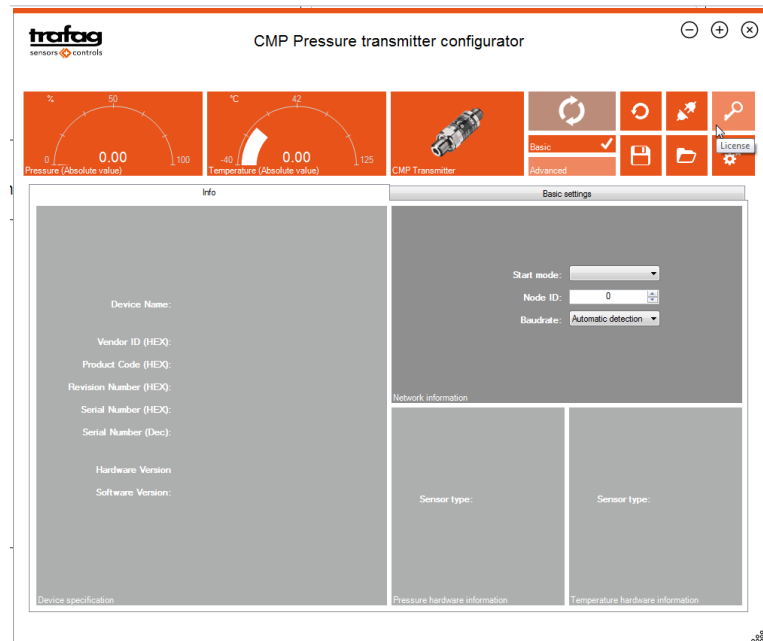 trafag
sensors controls
CMP Pressure transmitter configurator
%
50
0
0.00
100
Pressure (Absolute value)
°C
42
-40
0.00
125
Temperature (Absolute value)
CMP Transmitter
Basic
Advanced
License
Info
Basic settings
Device Name:
Vendor ID (HEX):
Product Code (HEX):
Revision Number (HEX):
Serial Number (HEX):
Serial Number (Dec):
Hardware Version
Software Version:
Device specification
Start mode:
Node ID: 0
Baudrate: Automatic detection
Network information
Sensor type:
Pressure hardware information
Sensor type:
Temperature hardware information